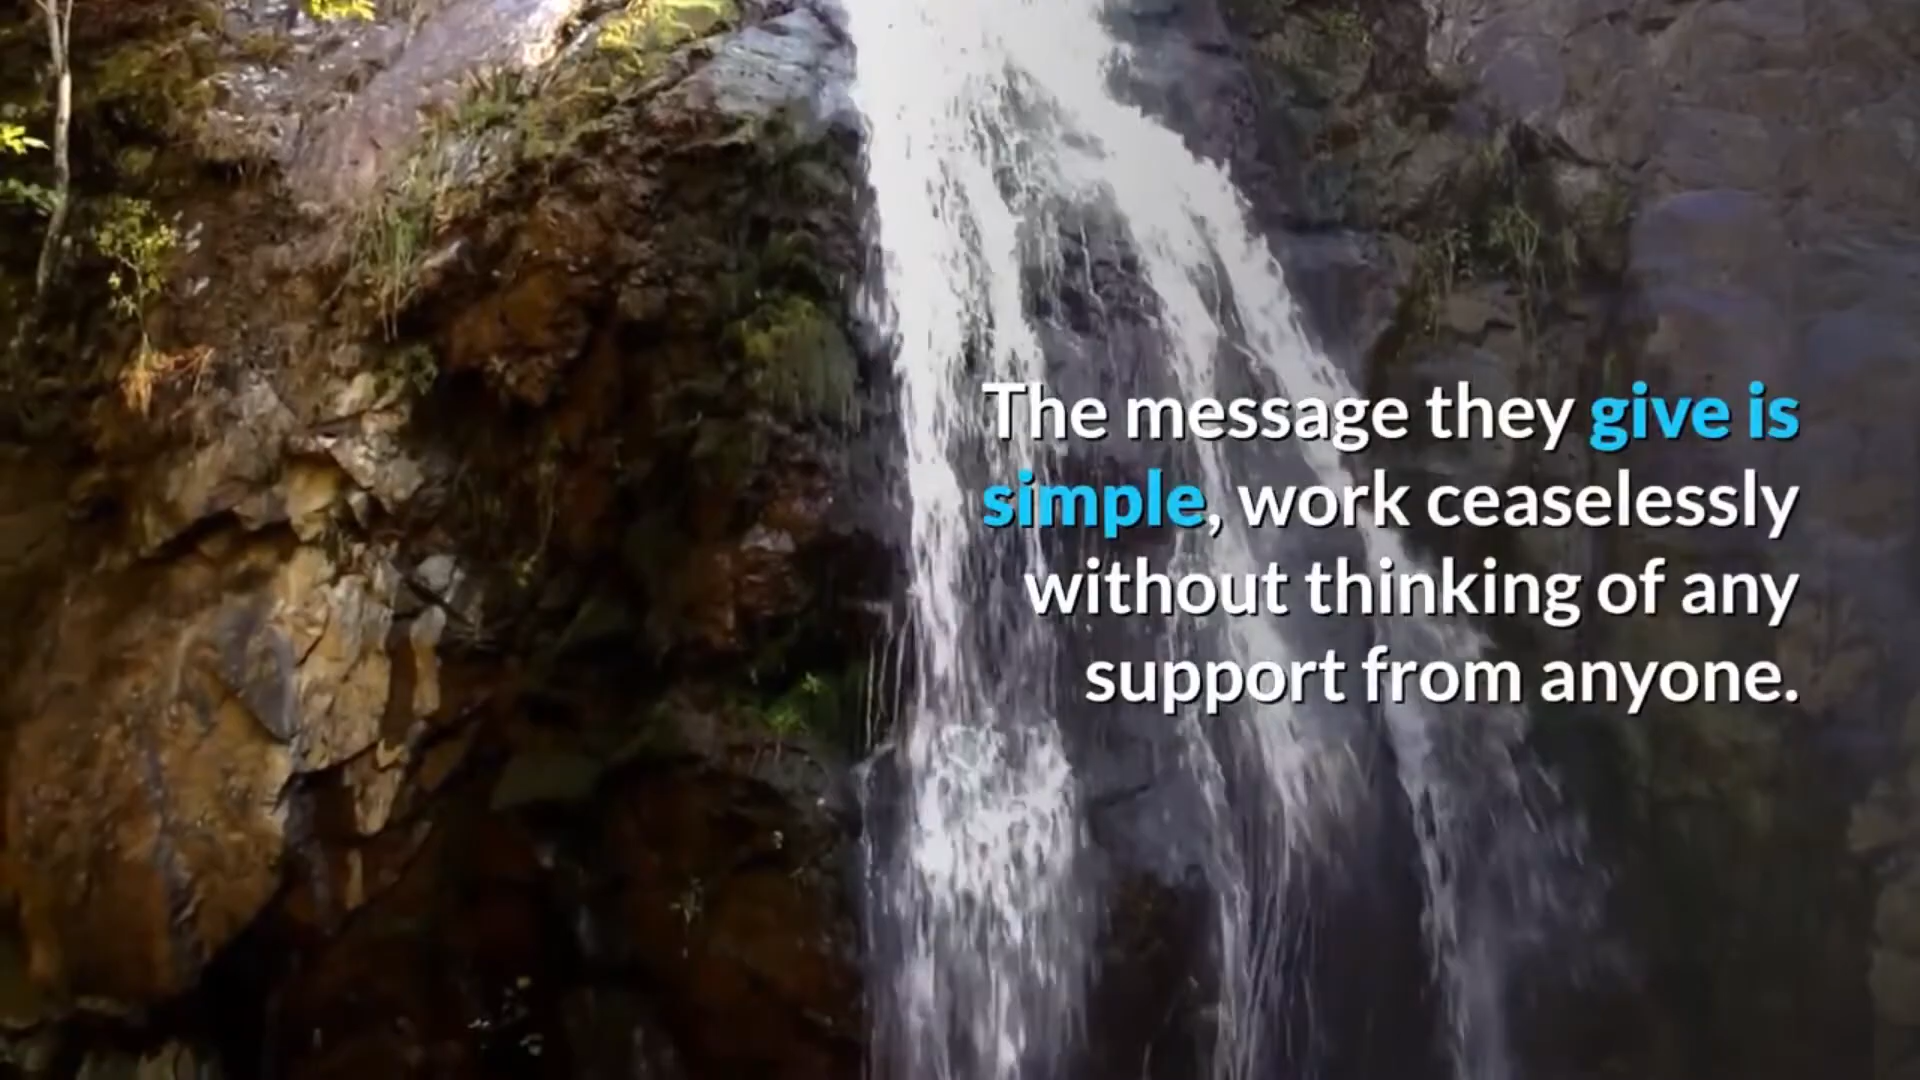 The message they give is
simple, work ceaselessly
without thinking of any
support from anyone.